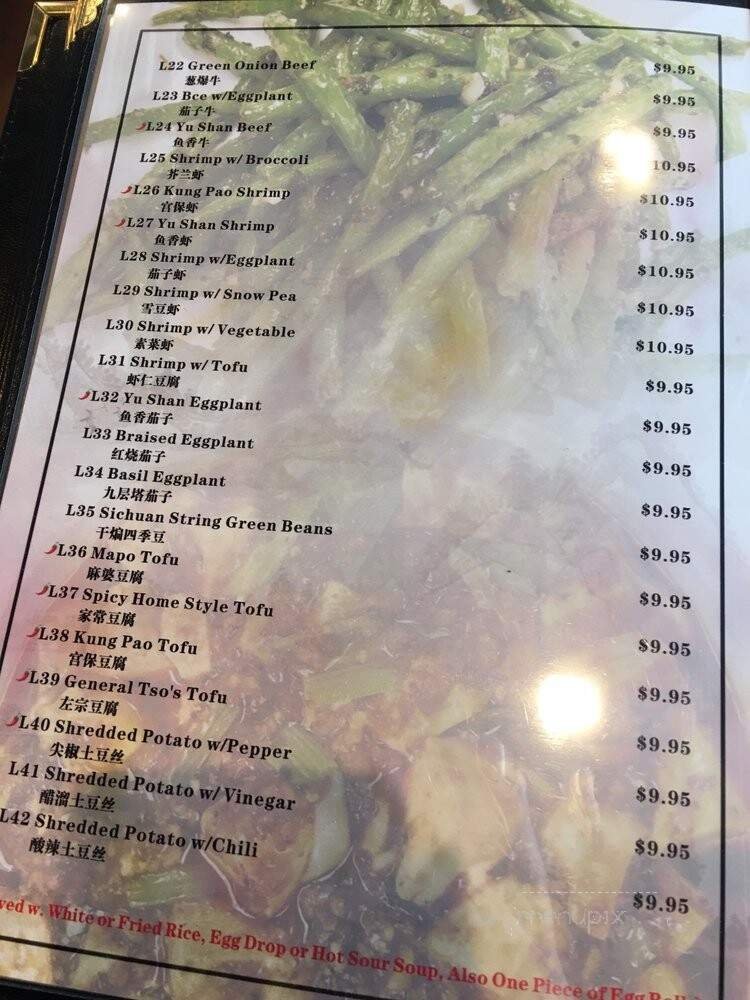 L22 Green Onion Beef $9.95
葱爆牛
L23 Bce w/Eggplant $9.95
茄子牛
L24 Yu Shan Beef $9.95
鱼香牛
L25 Shrimp w/ Broccoli 10.95
芥兰虾
L26 Kung Pao Shrimp $10.95
宫保虾
L27 Yu Shan Shrimp $10.95
鱼香虾
L28 Shrimp w/Eggplant $10.95
茄子虾
L29 Shrimp w/ Snow Pea $10.95
雪豆虾
L30 Shrimp w/ Vegetable $10.95
素菜虾
L31 Shrimp w/ Tofu $9.95
虾仁豆腐
L32 Yu Shan Eggplant $9.95
鱼香茄子
L33 Braised Eggplant $9.95
红烧茄子
L34 Basil Eggplant $9.95
九层塔茄子
L35 Sichuan String Green Beans $9.95
干煸四季豆
L36 Mapo Tofu $9.95
麻婆豆腐
L37 Spicy Home Style Tofu $9.95
家常豆腐
L38 Kung Pao Tofu $9.95
宫保豆腐
L39 General Tso's Tofu $9.95
左宗豆腐
L40 Shredded Potato w/Pepper $9.95
尖椒土豆丝
L41 Shredded Potato w/ Vinegar $9.95
醋溜土豆丝
L42 Shredded Potato w/Chili $9.95
酸辣土豆丝
menupix
ved w. White or Fried Rice, Egg Drop or Hot Sour Soup, Also One Piece of Egg Roll